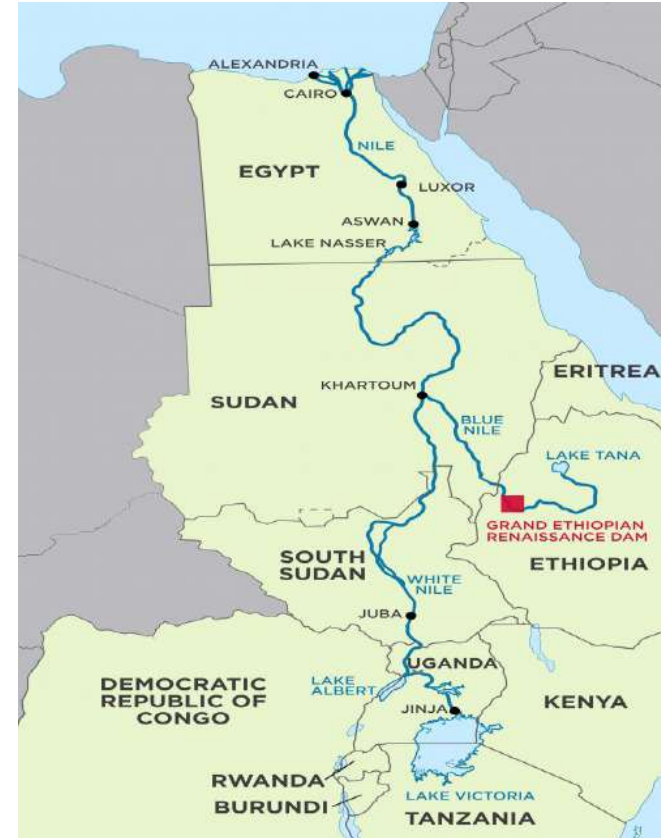 ALEXANDRIA
CAIRO
NILE
EGYPT
LUXOR
ASWAN
LAKE NASSER
ERITREA
KHARTOUM
SUDAN
BLUE
NILE
LAKE TANA
GRAND ETHIOPIAN
RENAISSANCE DAM
ETHIOPIA
SOUTH
SUDAN
WHITE
NILE
JUBA
UGANDA
LAKE
ALBERT
DEMOCRATIC
REPUBLIC OF
CONGO
KENYA
JINJA
RWANDA
BURUNDI
LAKE VICTORIA
TANZANIA